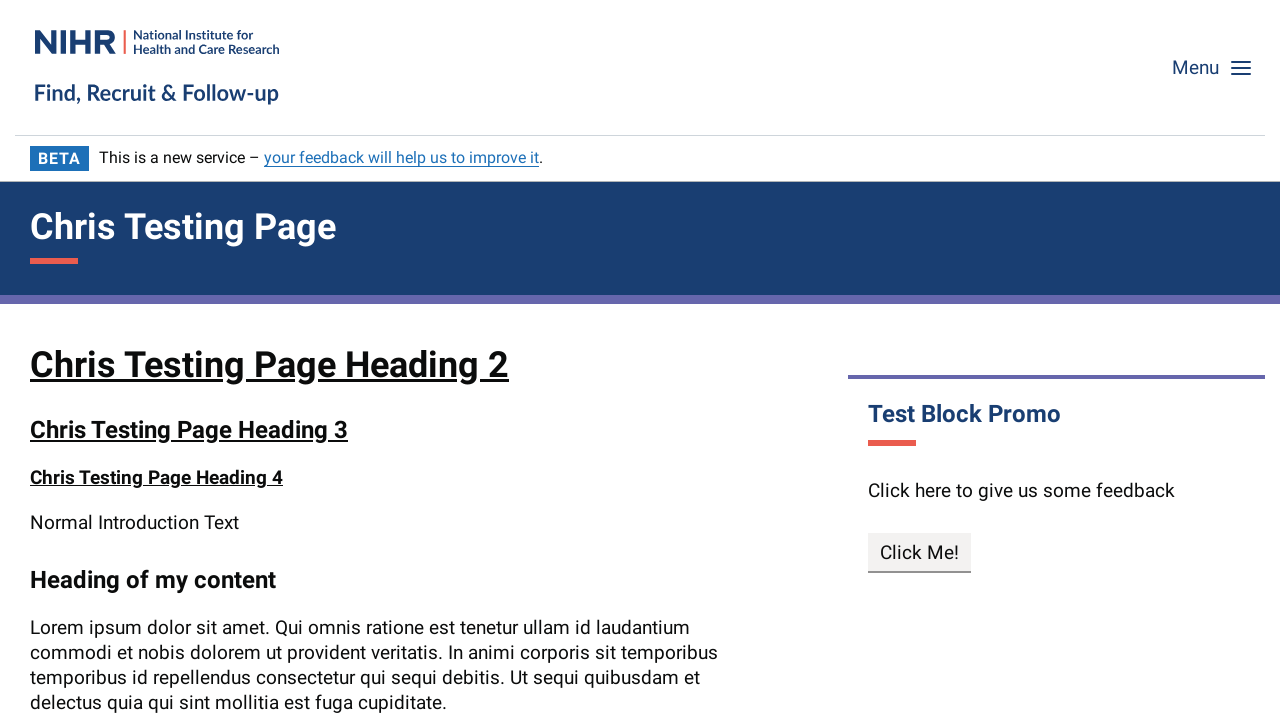 NIHR | National Institute for
Health and Care Research
Find, Recruit & Follow-up
Menu
BETA This is a new service – your feedback will help us to improve it.
Chris Testing Page
Chris Testing Page Heading 2
Chris Testing Page Heading 3
Chris Testing Page Heading 4
Normal Introduction Text
Heading of my content
Lorem ipsum dolor sit amet. Qui omnis ratione est tenetur ullam id laudantium
commodi et nobis dolorem ut provident veritatis. In animi corporis sit temporibus
temporibus id repellendus consectetur qui sequi debitis. Ut sequi quibusdam et
delectus quia qui sint mollitia est fuga cupiditate.
Test Block Promo
Click here to give us some feedback
Click Me!